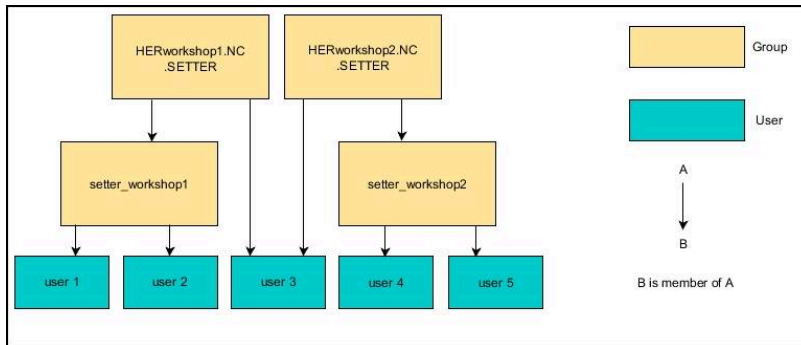 HERworkshop1.NC
.SETTER
HERworkshop2.NC
.SETTER
Group
User
setter_workshop1
setter_workshop2
A
B
user 1
user 2
user 3
user 4
user 5
B is member of A